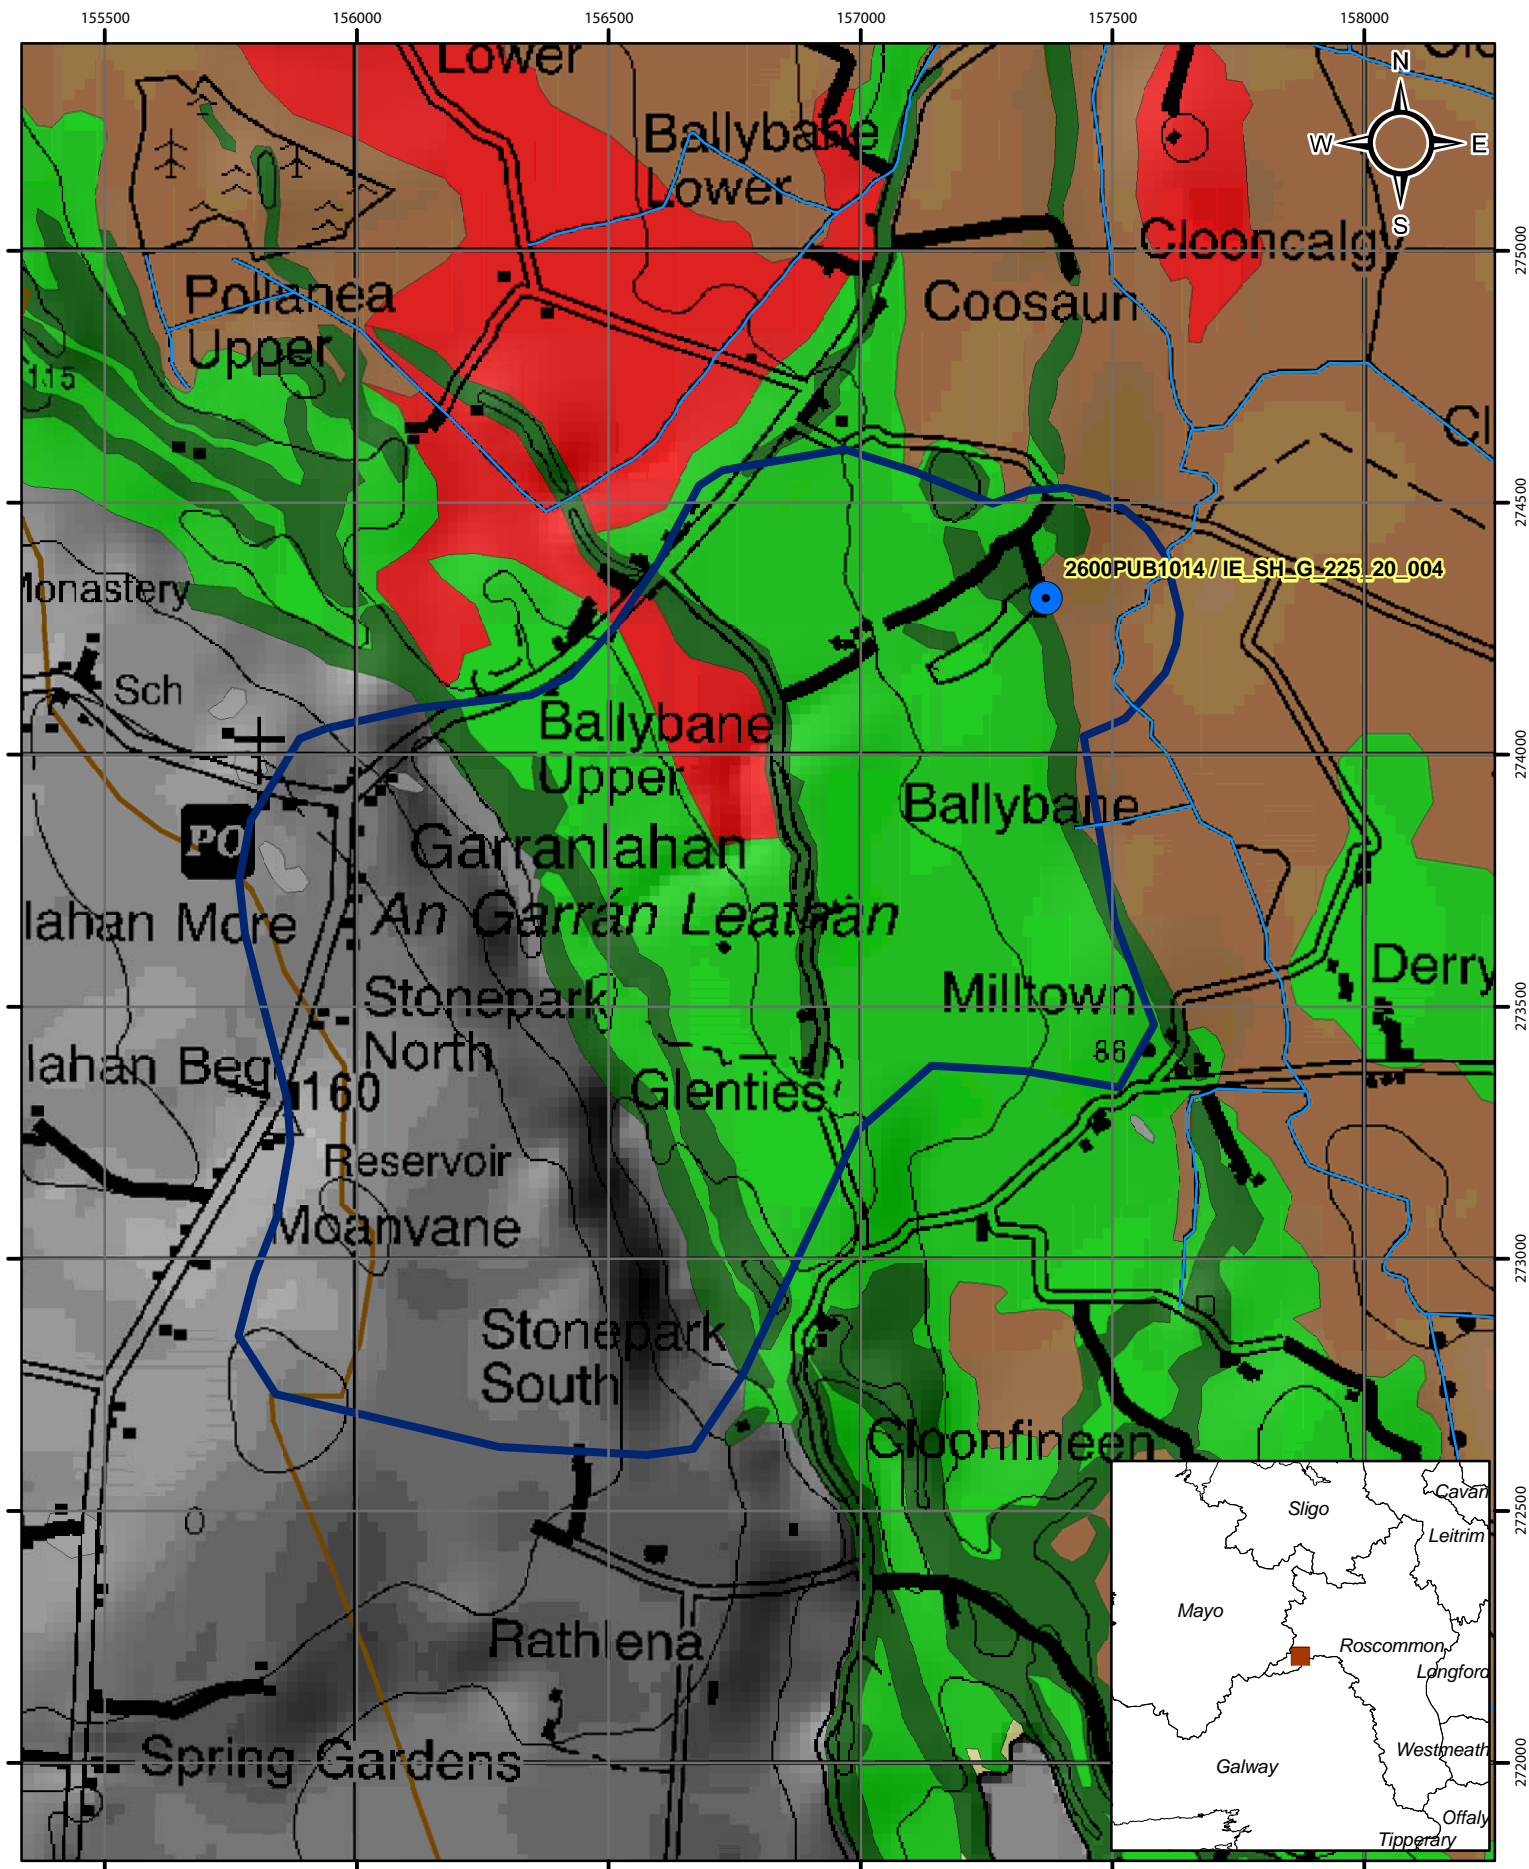 155500 156000 156500 157000 157500 158000
Lower
N
W E
S
Ballybane
Lower
Clooncalgy
275000
Pollanea
Upper
Coosaun
115
Cl
274500
2600PUB1014 / IE_SH_G_225_20_004
Monastery
Sch
Ballybane
Upper
274000
Ballybane
PO
Garranlahan
An Garrán Leathan
lahan More
Derry
Stonepark
North
Milltown
273500
86
lahan Beg
160
Glenties
Reservoir
Moanvane
273000
Stonepark
South
Cloonfineen
272500
Rathlena
Spring Gardens
272000
Sligo
Cavan
Leitrim
Mayo
Roscommon
Longford
Westmeath
Galway
Offaly
Tipperary